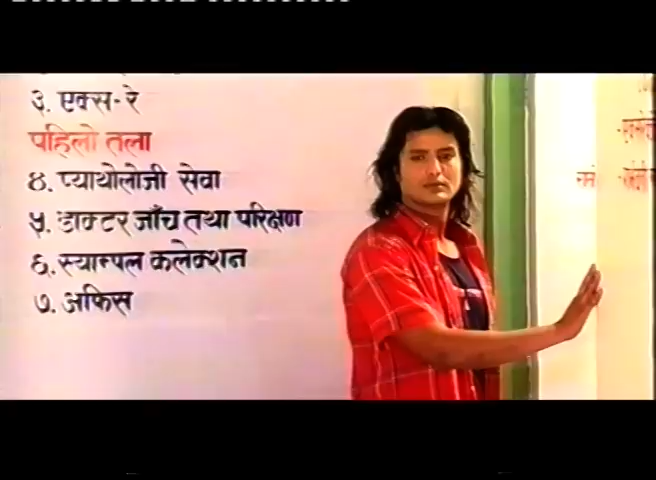 ३. एक्स-रे
पहिलो तला
४. प्याथोलोजी सेवा
५. डाक्टर जाँच तथा परिक्षण
६. स्याम्पल कलेक्शन
७. अफिस